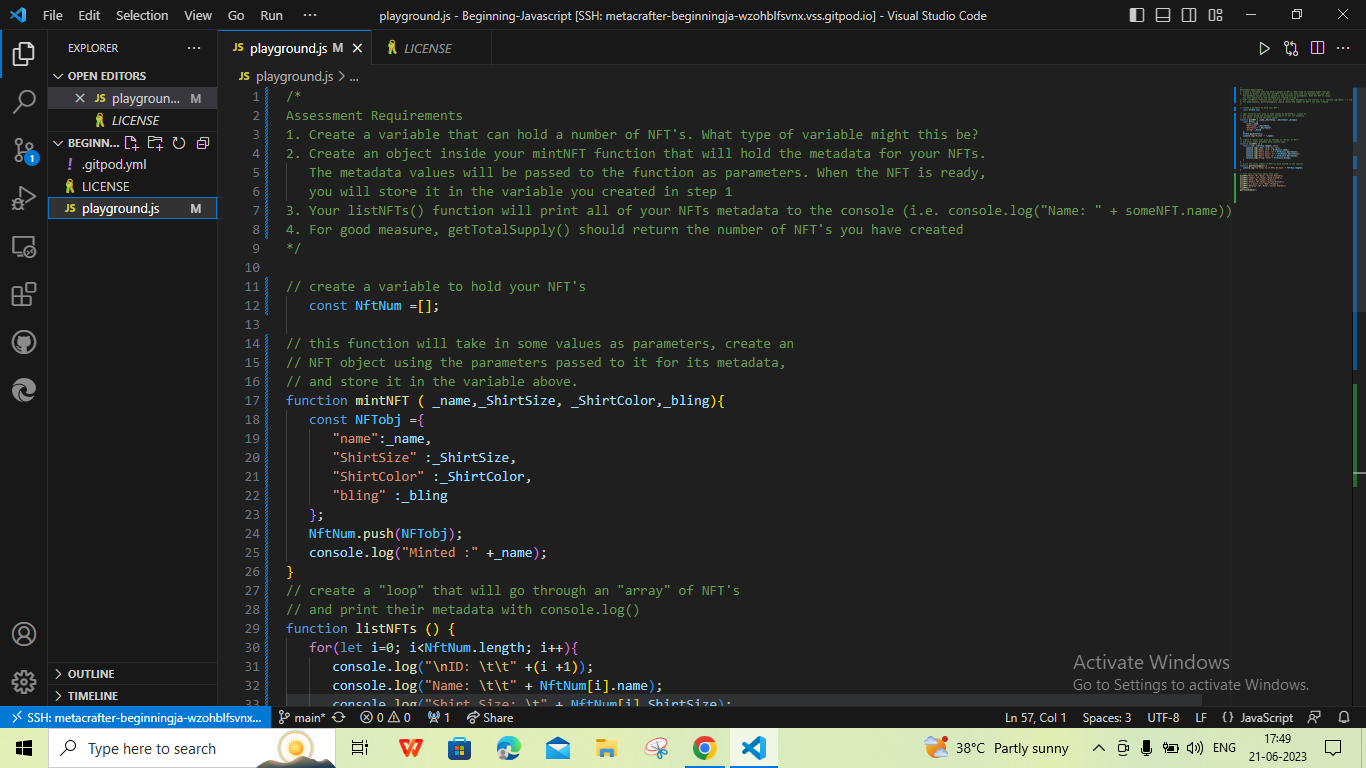 File Edit Selection View Go Run ··· playground.js - Beginning-Javascript [SSH: metacrafter-beginningja-wzohblfsvnx.vss.gitpod.io] - Visual Studio Code
EXPLORER ···
JS playground.js M LICENSE
OPEN EDITORS
JS playgroun... M
LICENSE
BEGINN...
! .gitpod.yml
LICENSE
JS playground.js M
OUTLINE
TIMELINE
1
JS playground.js > ...
1 /*
2 Assessment Requirements
3 1. Create a variable that can hold a number of NFT's. What type of variable might this be?
4 2. Create an object inside your mintNFT function that will hold the metadata for your NFTs.
5 The metadata values will be passed to the function as parameters. When the NFT is ready,
6 you will store it in the variable you created in step 1
7 3. Your listNFTs() function will print all of your NFTs metadata to the console (i.e. console.log("Name: " + someNFT.name))
8 4. For good measure, getTotalSupply() should return the number of NFT's you have created
9 */
10
11 // create a variable to hold your NFT's
12 const NftNum =[];
13
14 // this function will take in some values as parameters, create an
15 // NFT object using the parameters passed to it for its metadata,
16 // and store it in the variable above.
17 function mintNFT ( _name,_ShirtSize, _ShirtColor,_bling){
18 const NFTobj ={
19 "name":_name,
20 "ShirtSize" :_ShirtSize,
21 "ShirtColor" :_ShirtColor,
22 "bling" :_bling
23 };
24 NftNum.push(NFTobj);
25 console.log("Minted :" +_name);
26 }
27 // create a "loop" that will go through an "array" of NFT's
28 // and print their metadata with console.log()
29 function listNFTs () {
30 for(let i=0; i<NftNum.length; i++){
31 console.log("\nID: \t\t" +(i +1));
32 console.log("Name: \t\t" + NftNum[i].name);
33 console.log("Shirt Size: \t" + NftNum[i].ShirtSize);
Activate Windows
Go to Settings to activate Windows.
SSH: metacrafter-beginningja-wzohblfsvnx... main* 0 0 1 Share Ln 57, Col 1 Spaces: 3 UTF-8 LF {} JavaScript
Type here to search 38°C Partly sunny ENG 17:49
21-06-2023